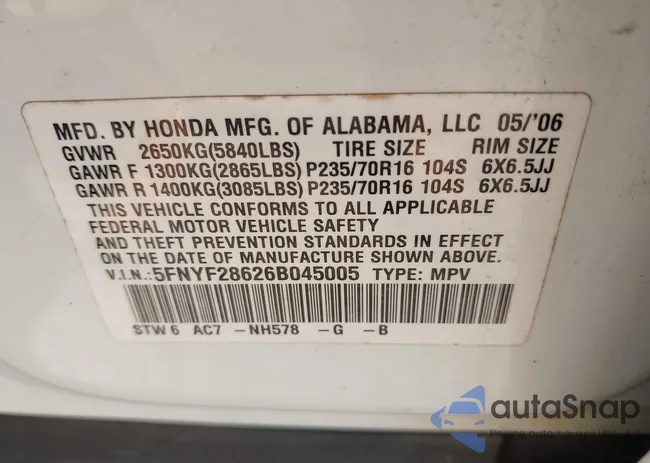 MFD. BY HONDA MFG. OF ALABAMA, LLC 05/'06
GVWR 2650KG(5840LBS) TIRE SIZE RIM SIZE
GAWR F 1300KG(2865LBS) P235/70R16 104S 6X6.5JJ
GAWR R 1400KG(3085LBS) P235/70R16 104S 6X6.5JJ
THIS VEHICLE CONFORMS TO ALL APPLICABLE
FEDERAL MOTOR VEHICLE SAFETY
AND THEFT PREVENTION STANDARDS IN EFFECT
ON THE DATE OF MANUFACTURE SHOWN ABOVE.
V.I.N.:5FNYF28626B045005 TYPE: MPV
STW 6 AC7 -NH578 -G -B
autaSnap